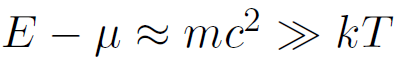 E − μ ≈ mc² ≫ kT